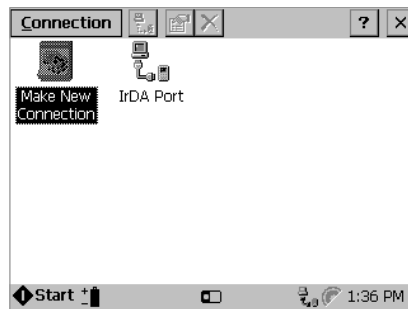 Connection ? ×
Make New
Connection
IrDA Port
Start 1:36 PM